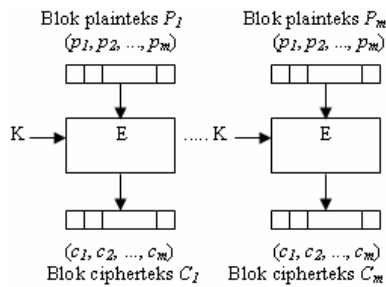 Blok plainteks P1 Blok plainteks Pm
(p1, p2, ..., pm) (p1, p2, ..., pm)
K E ..... K E
(c1, c2, ..., cm) (c1, c2, ..., cm)
Blok cipherteks C1 Blok cipherteks Cm